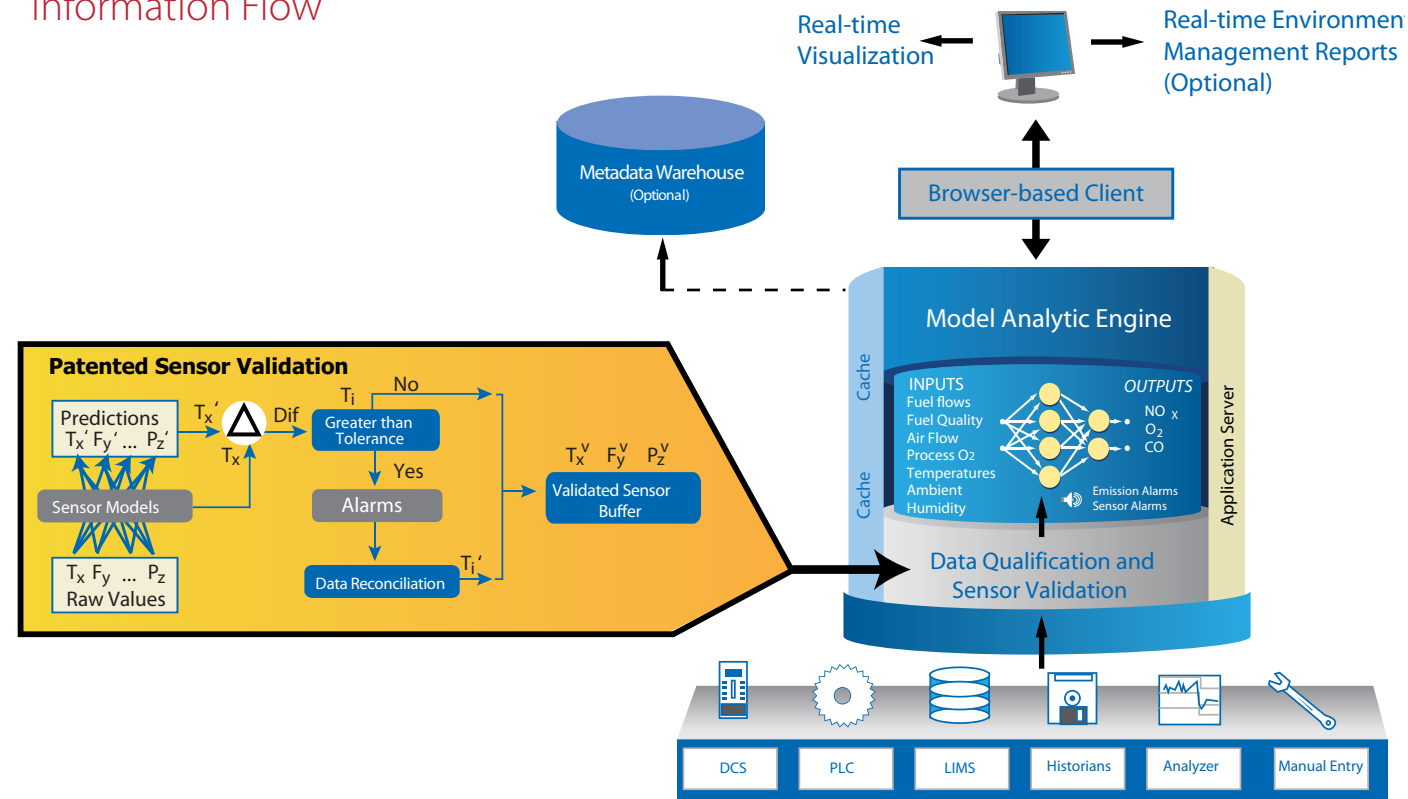 Information Flow
Real-time
Visualization
Real-time Environment
Management Reports
(Optional)
Metadata Warehouse
(Optional)
Browser-based Client
Model Analytic Engine
Cache
Cache
Application Server
INPUTS
Fuel flows
Fuel Quality
Air Flow
Process O2
Temperatures
Ambient
Humidity
OUTPUTS
NO x
O2
CO
Emission Alarms
Sensor Alarms
Data Qualification and
Sensor Validation
Patented Sensor Validation
Predictions
Tx' Fy' ... Pz'
Sensor Models
Tx Fy ... Pz
Raw Values
Tx'
Δ
Tx
Dif
Ti
No
Greater than
Tolerance
Yes
Alarms
Data Reconciliation
Ti'
Txv Fyv Pzv
Validated Sensor
Buffer
DCS
PLC
LIMS
Historians
Analyzer
Manual Entry